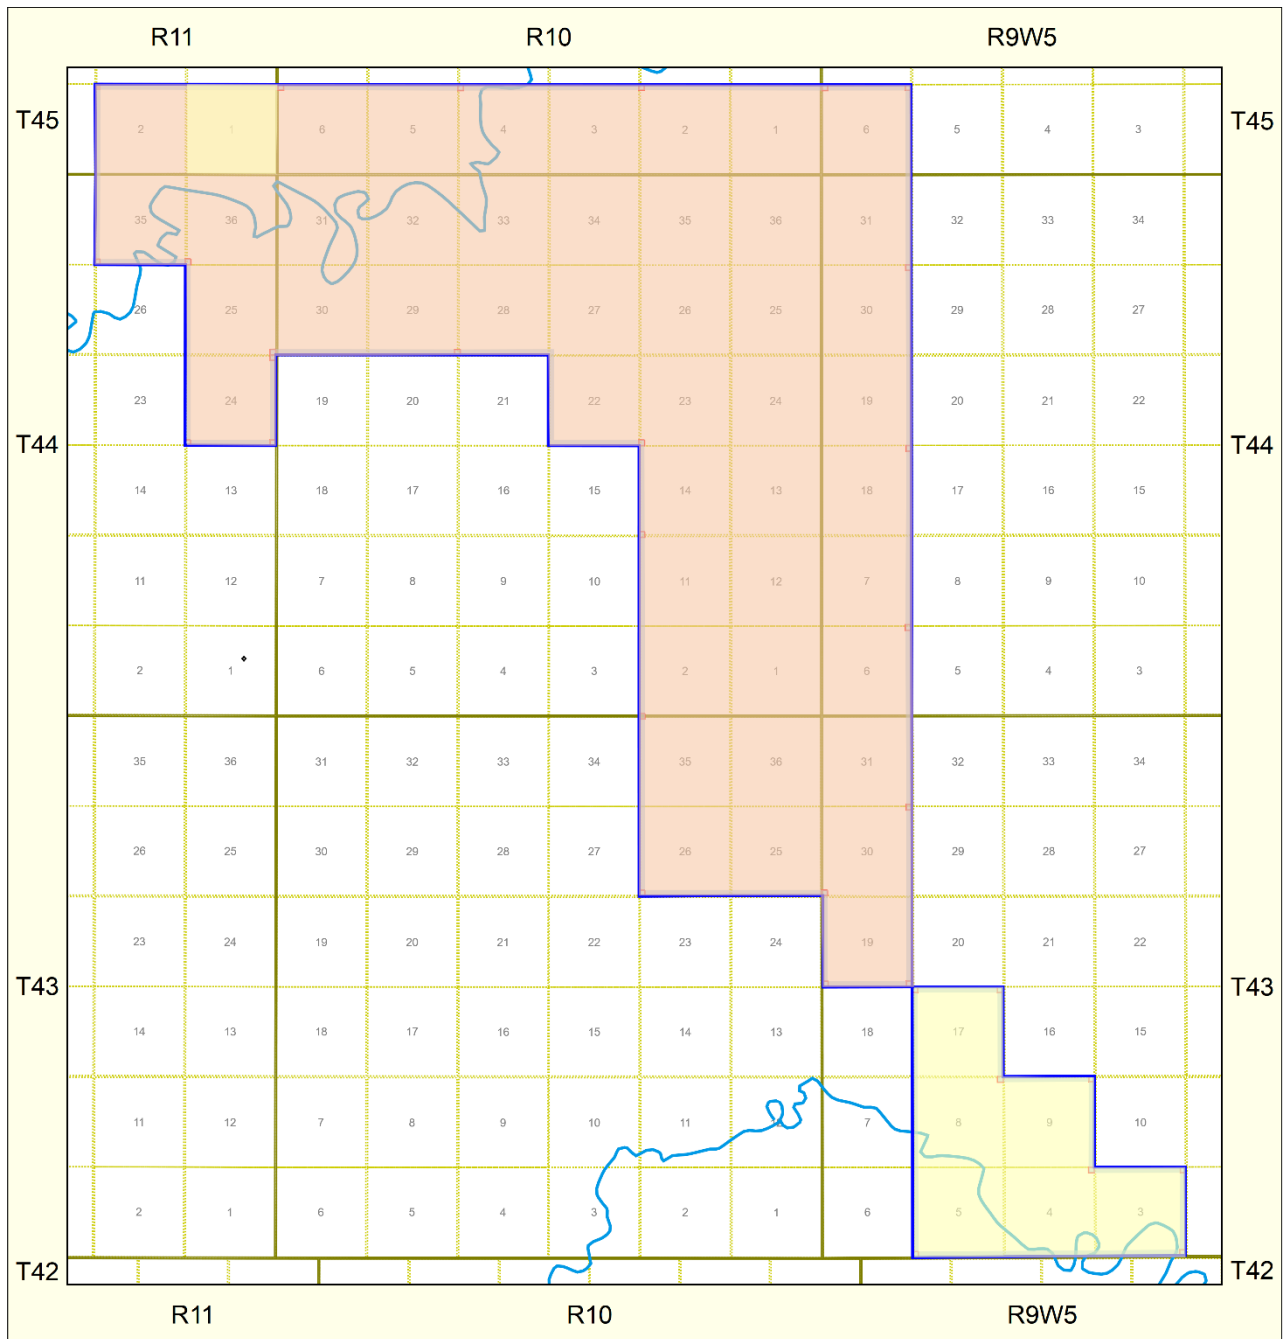 R11 R10 R9W5
T45 2 1 6 5 4 3 2 1 6 5 4 3 T45
35 36 31 32 33 34 35 36 31 32 33 34
26 25 30 29 28 27 26 25 30 29 28 27
23 24 19 20 21 22 23 24 19 20 21 22
T44 T44
14 13 18 17 16 15 14 13 18 17 16 15
11 12 7 8 9 10 11 12 7 8 9 10
2 1 6 5 4 3 2 1 6 5 4 3
35 36 31 32 33 34 35 36 31 32 33 34
26 25 30 29 28 27 26 25 30 29 28 27
23 24 19 20 21 22 23 24 19 20 21 22
T43 T43
14 13 18 17 16 15 14 13 18 17 16 15
11 12 7 8 9 10 11 12 7 8 9 10
2 1 6 5 4 3 2 1 6 5 4 3
T42 T42
R11 R10 R9W5